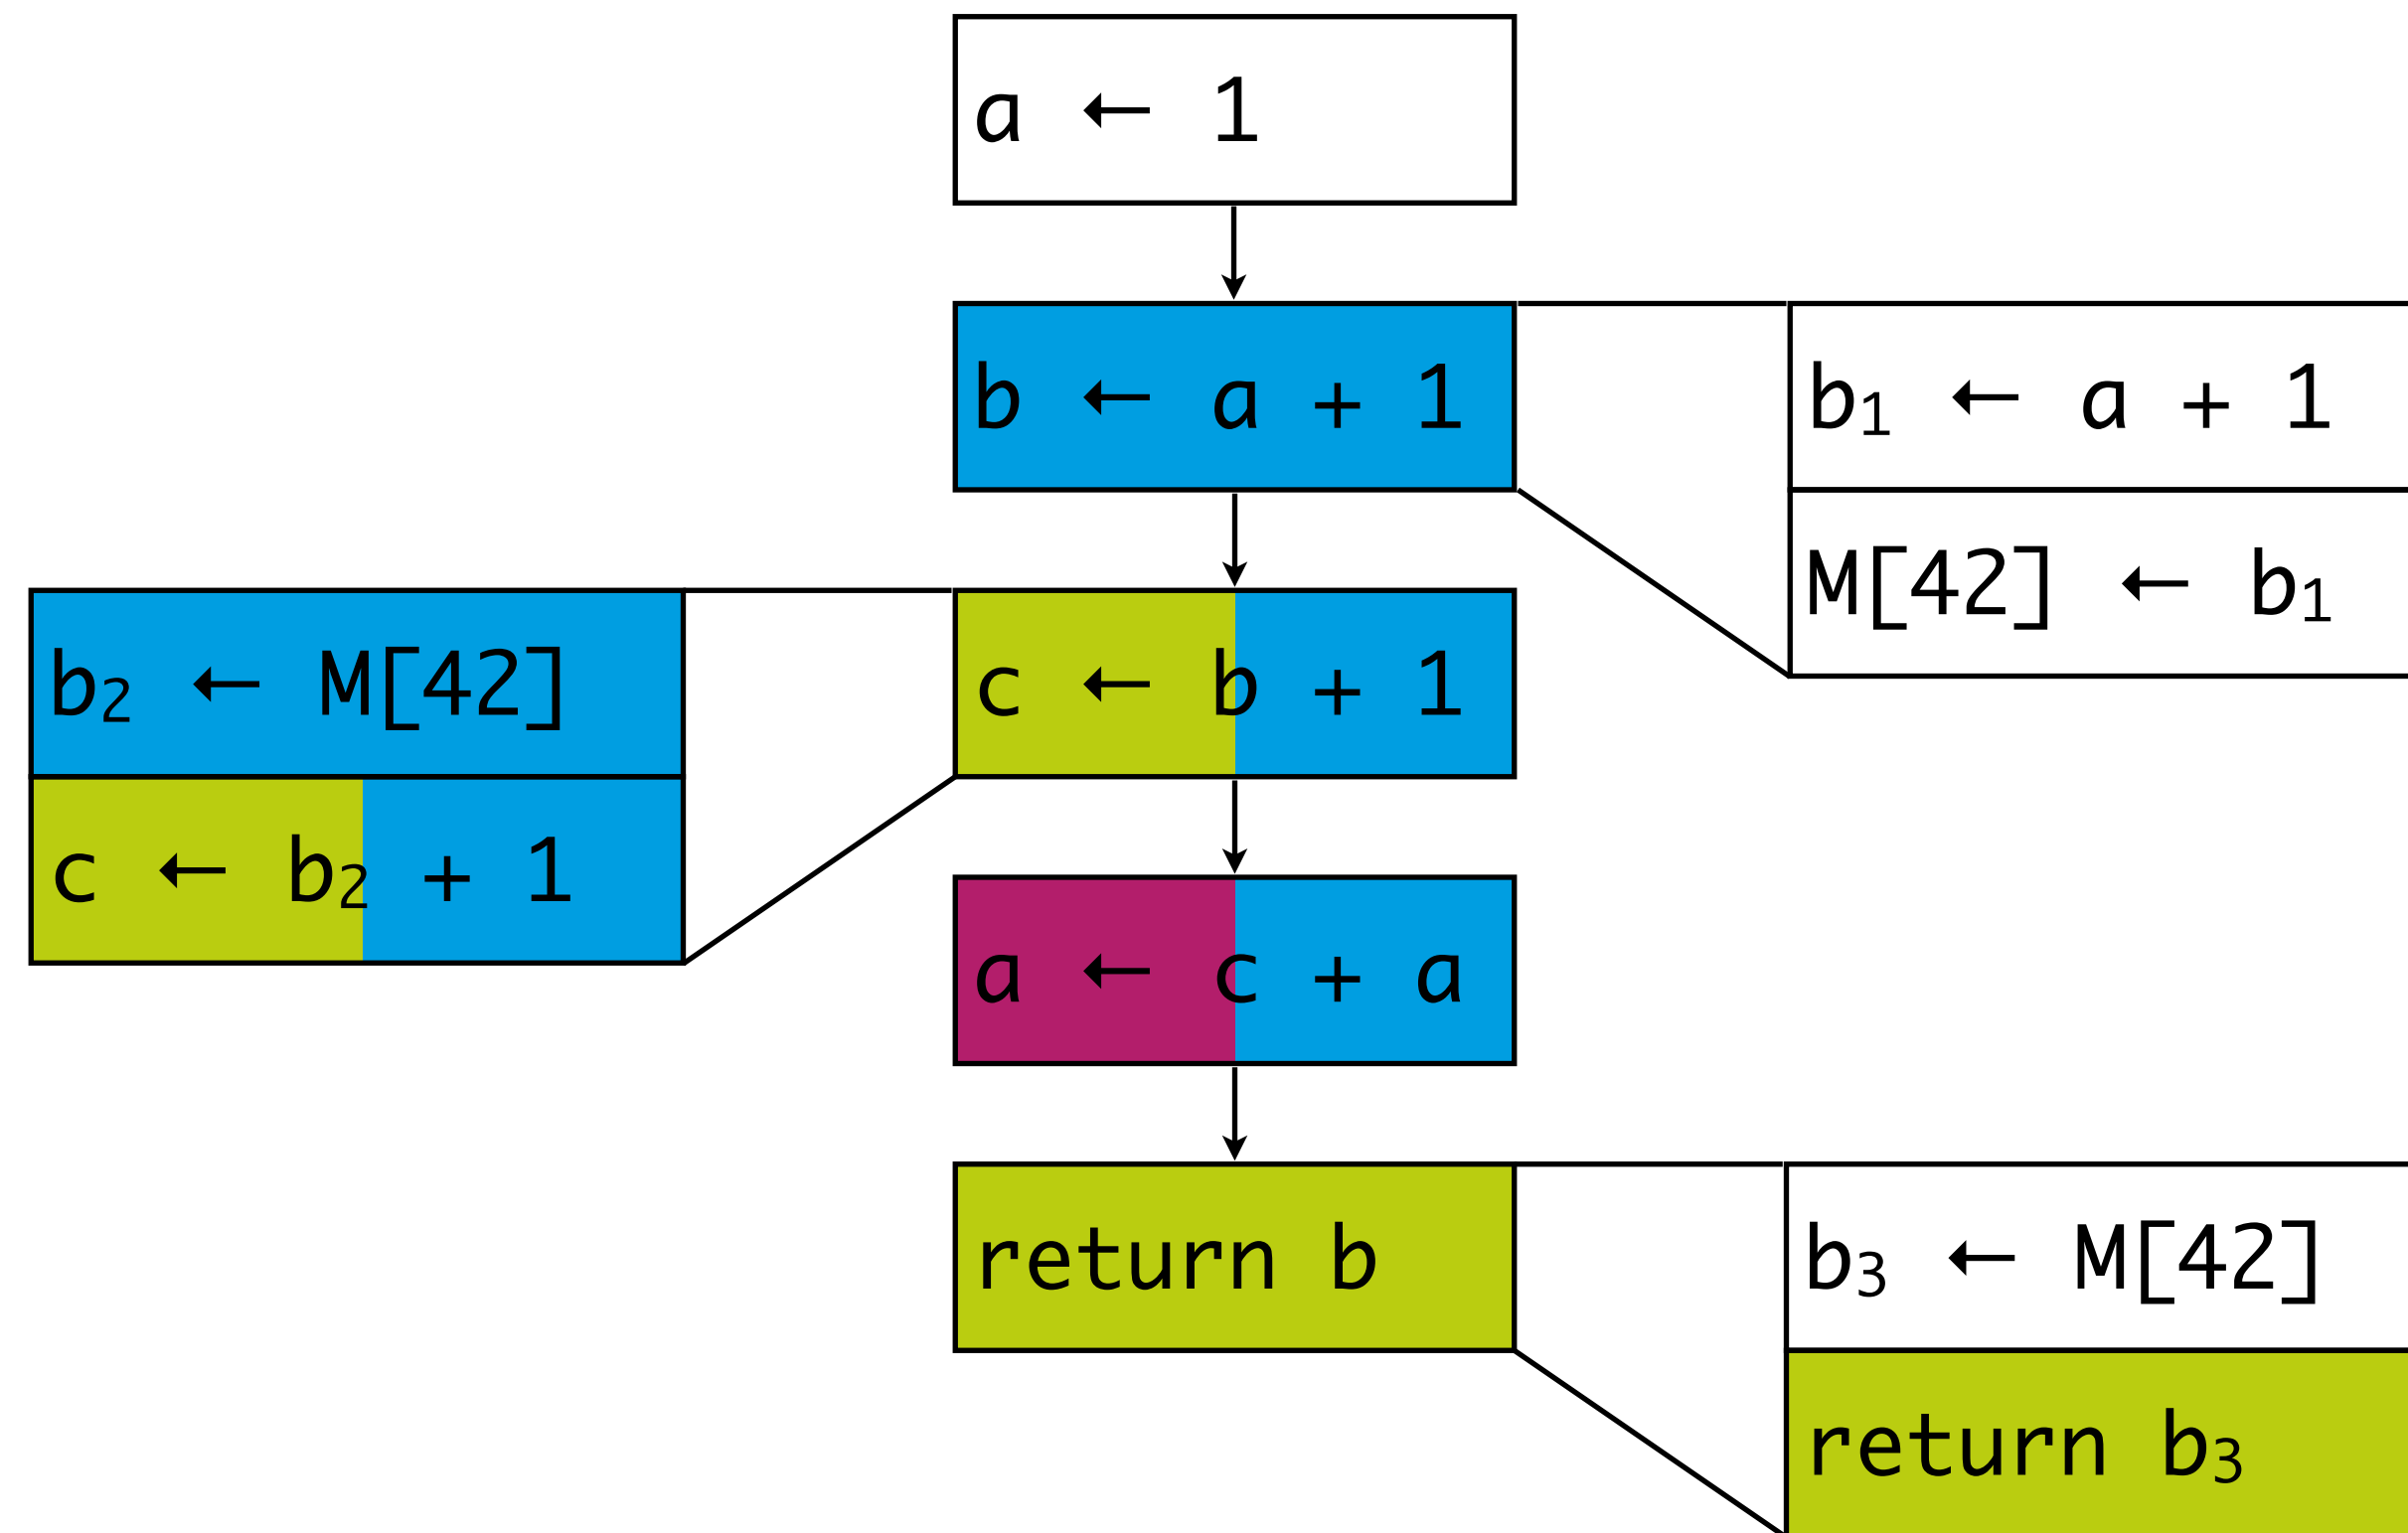 a ← 1
b ← a + 1
b₁ ← a + 1
M[42] ← b₁
b₂ ← M[42]
c ← b₂ + 1
c ← b + 1
a ← c + a
return b
b₃ ← M[42]
return b₃